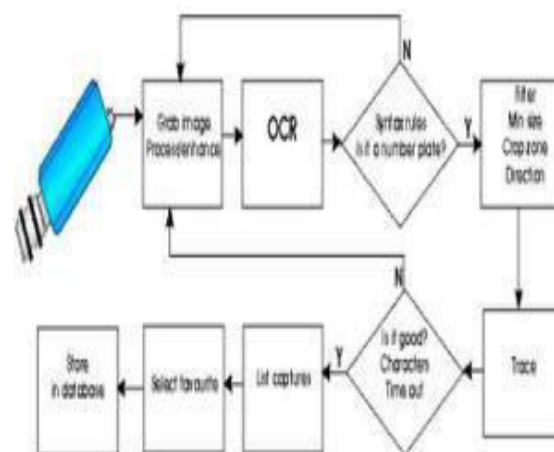 Grab image
Process/enhance
OCR
Syntax rules
Is it a number plate?
N
Y
Filter
Min size
Crop zone
Direction
Trace
Is it good?
Characters
Time out
N
Y
List captures
Select favourite
Store
in database